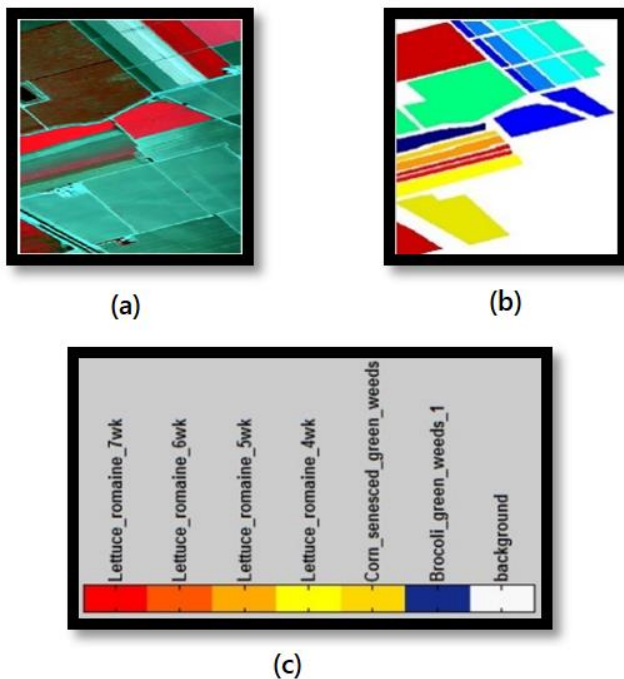 (a)
(b)
Lettuce_romaine_7wk
Lettuce_romaine_6wk
Lettuce_romaine_5wk
Lettuce_romaine_4wk
Corn_senesced_green_weeds
Brocoli_green_weeds_1
background
(c)